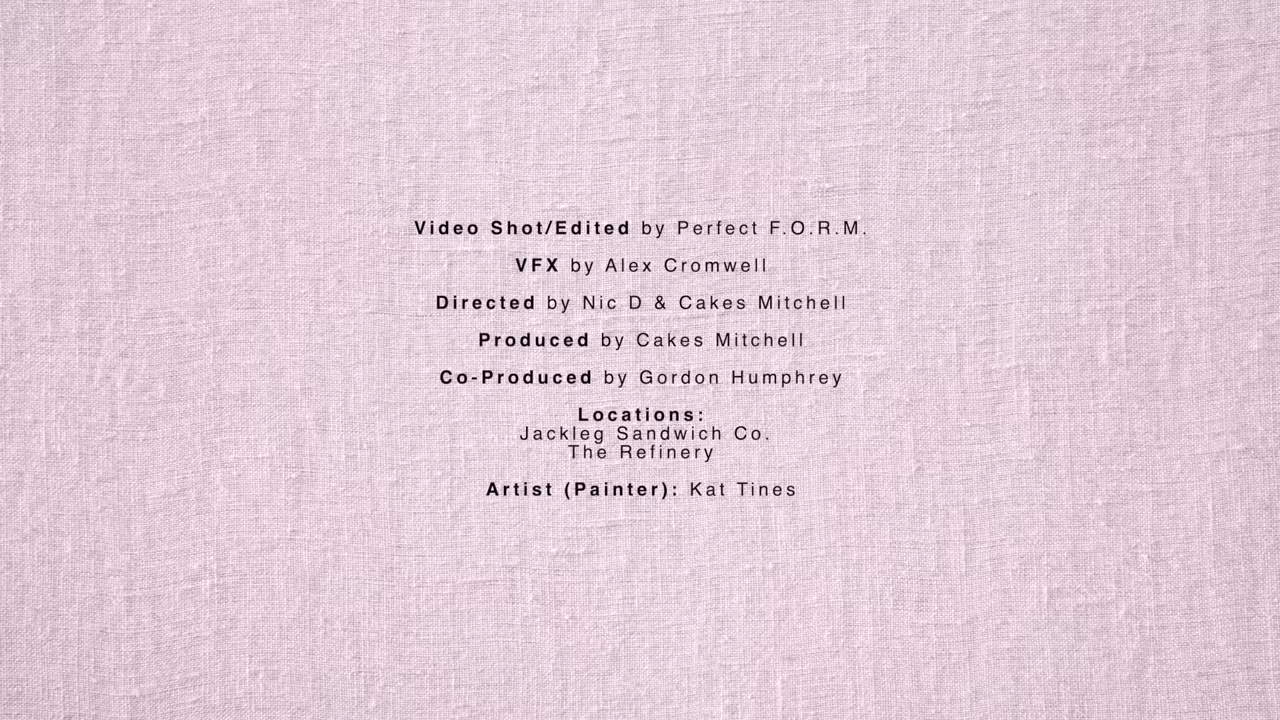 Video Shot/Edited by Perfect F.O.R.M.
VFX by Alex Cromwell
Directed by Nic D & Cakes Mitchell
Produced by Cakes Mitchell
Co-Produced by Gordon Humphrey
Locations:
Jackleg Sandwich Co.
The Refinery
Artist (Painter): Kat Tines